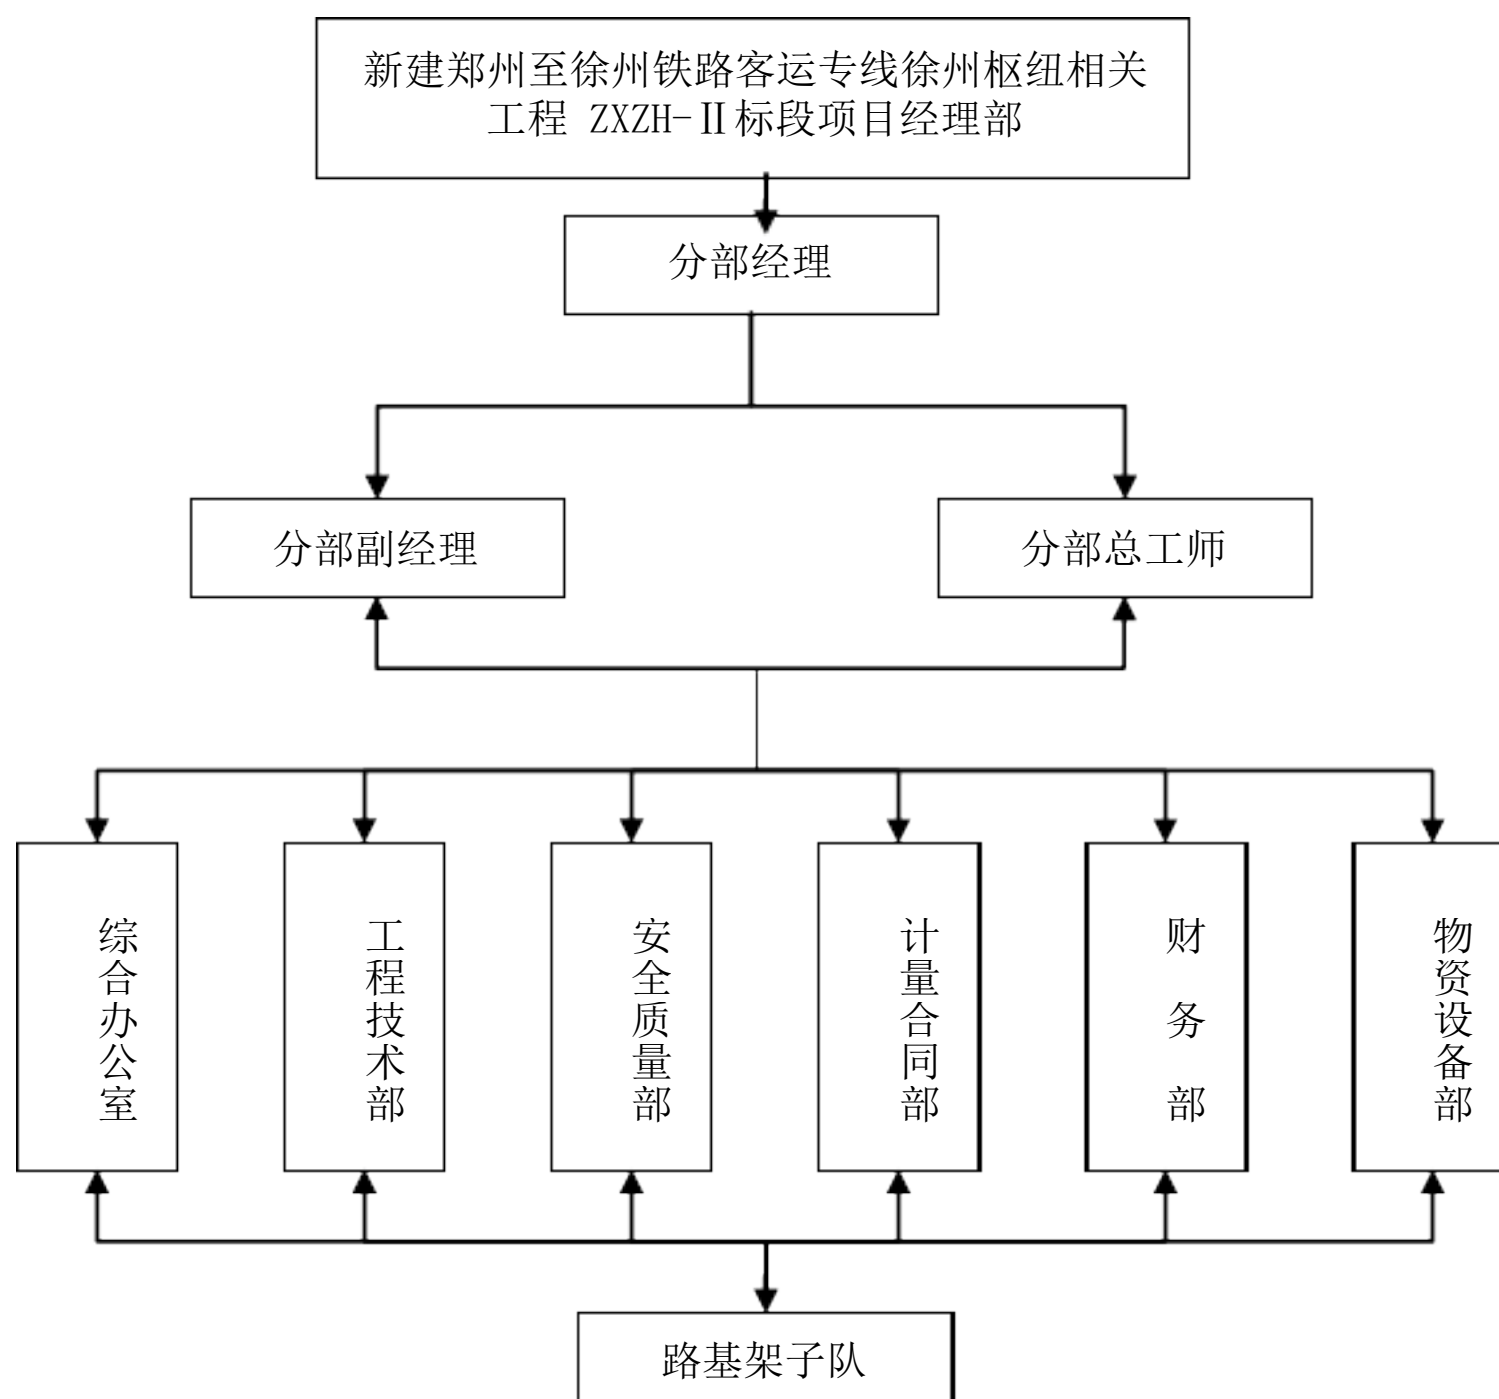 新建郑州至徐州铁路客运专线徐州枢纽相关
工程 ZXZH-Ⅱ标段项目经理部
分部经理
分部副经理
分部总工师
综合办公室
工程技术部
安全质量部
计量合同部
财务部
物资设备部
路基架子队